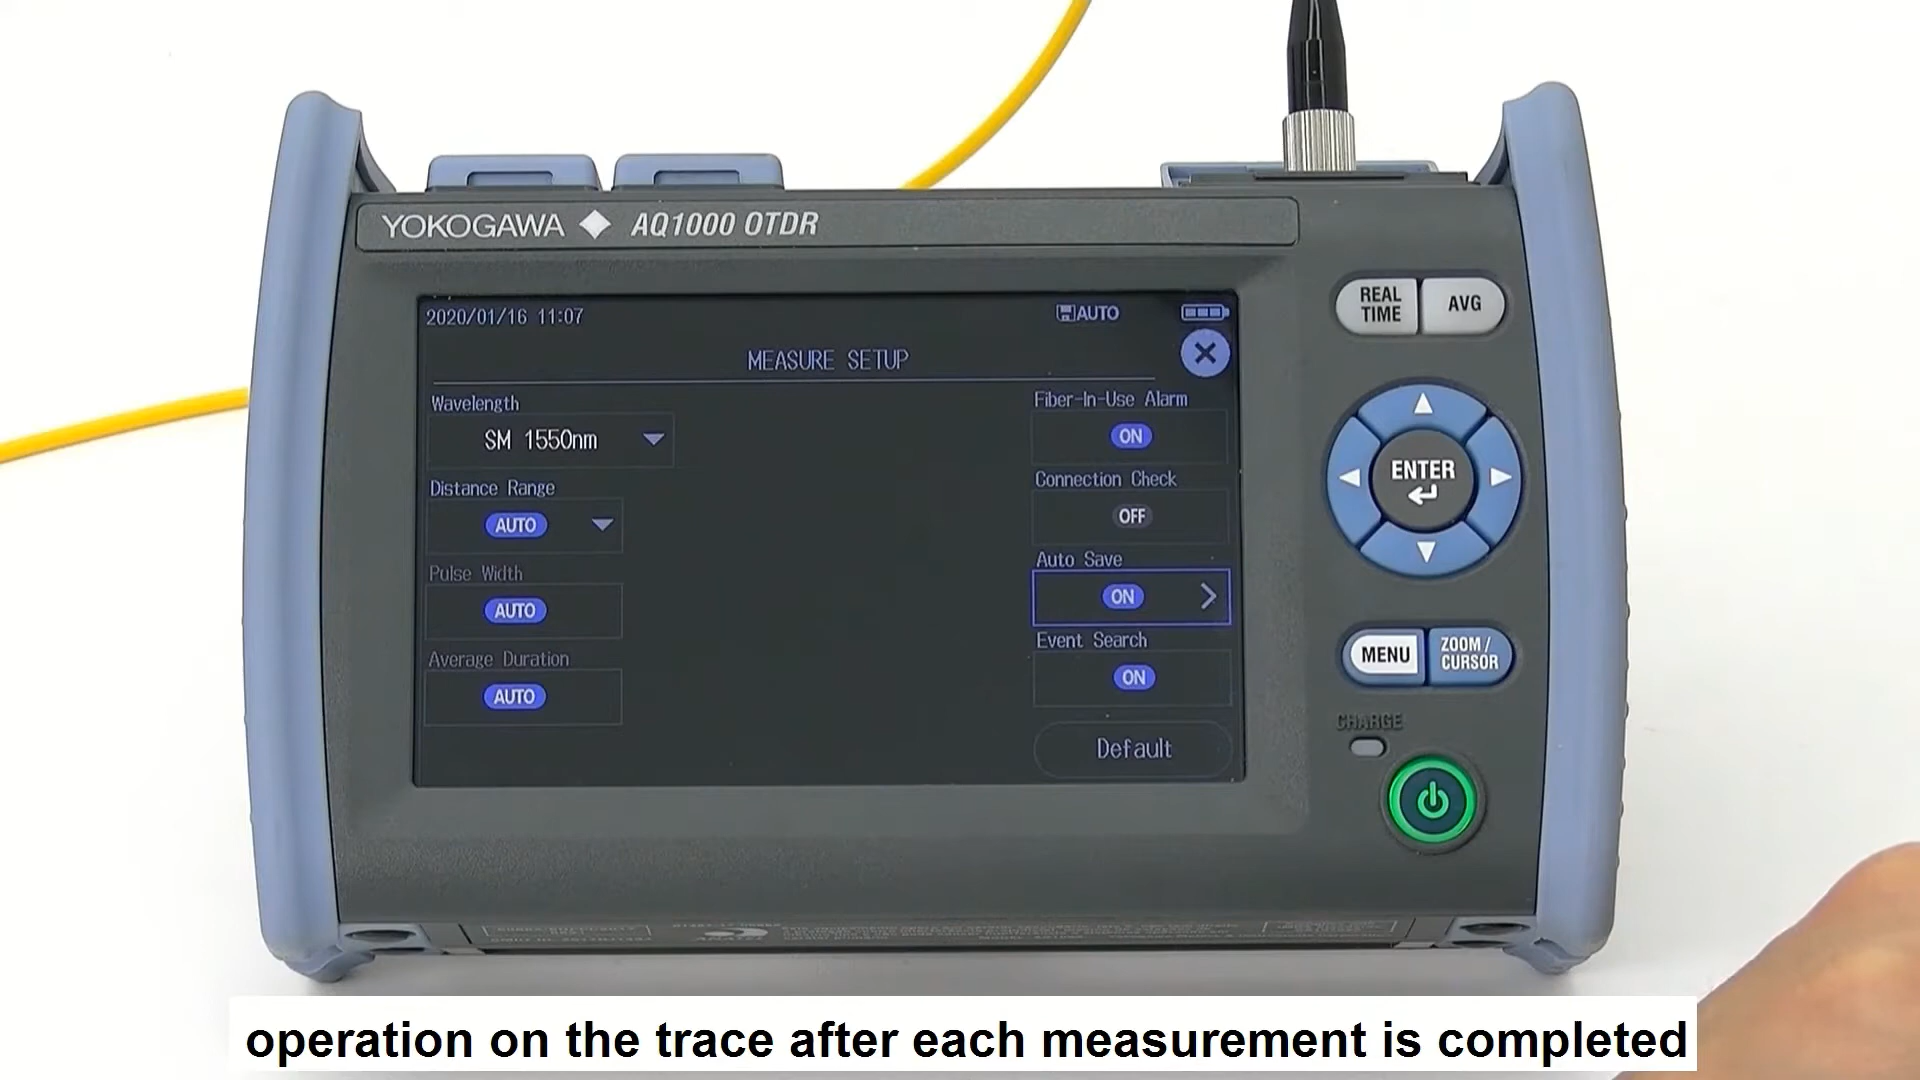 YOKOGAWA AQ1000 OTDR
2020/01/16 11:07
AUTO
MEASURE SETUP
Wavelength
SM 1550nm
Distance Range
AUTO
Pulse Width
AUTO
Average Duration
AUTO
Fiber-In-Use Alarm
ON
Connection Check
OFF
Auto Save
ON
Event Search
ON
Default
REAL
TIME
AVG
ENTER
MENU
ZOOM/
CURSOR
CHARGE
operation on the trace after each measurement is completed